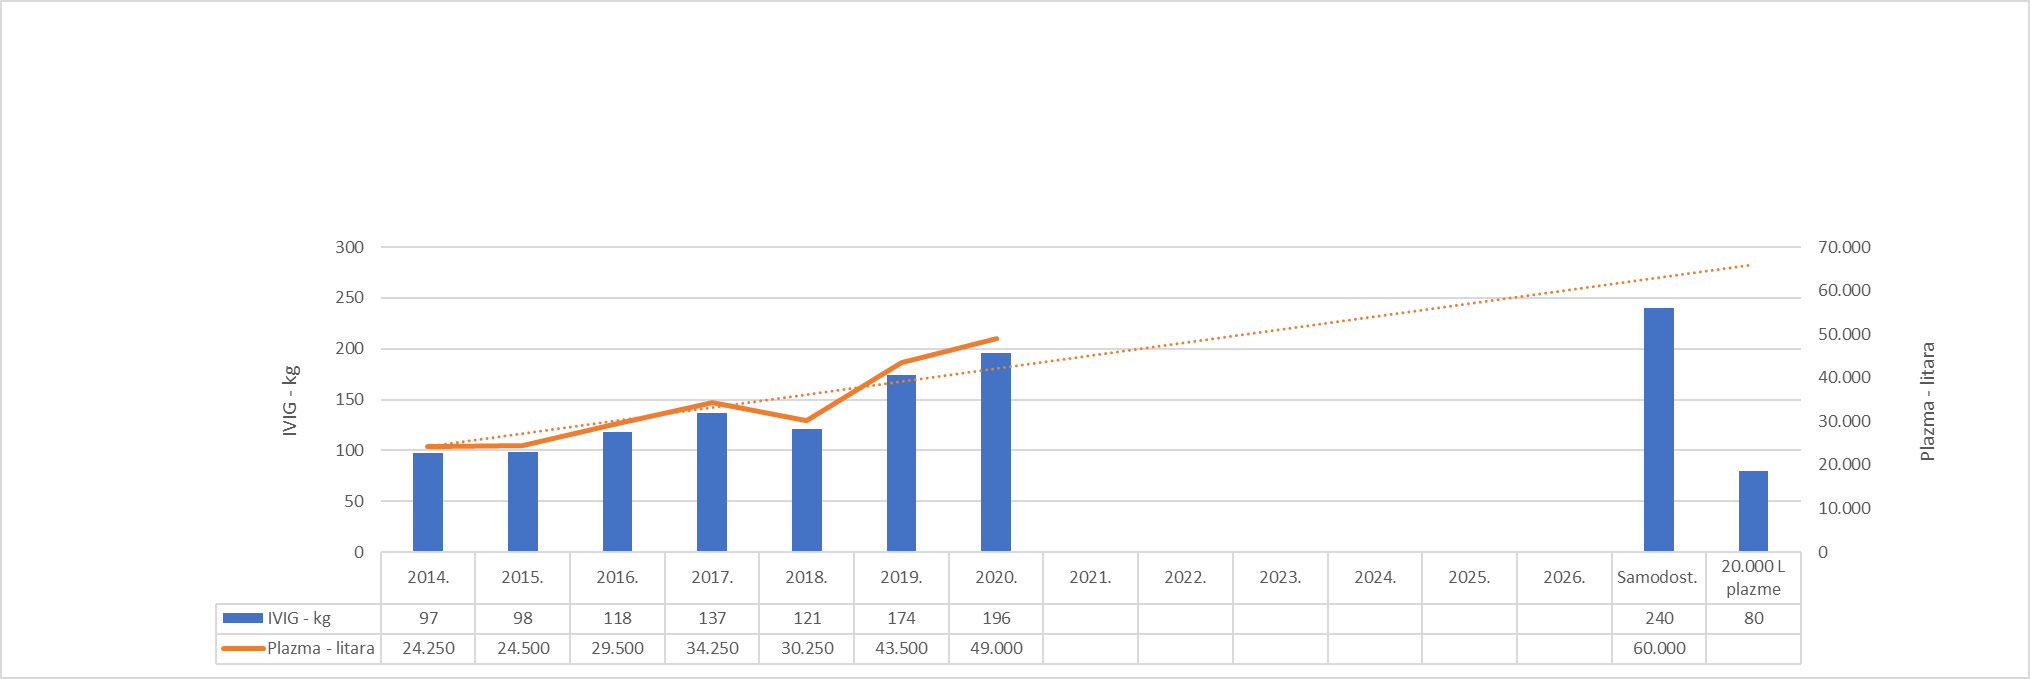 IVIG - kg
300
250
200
150
100
50
0
70.000
60.000
50.000
40.000
30.000
20.000
10.000
0
Plazma - litara
2014. 2015. 2016. 2017. 2018. 2019. 2020. 2021. 2022. 2023. 2024. 2025. 2026. Samodost. 20.000 L
plazme
IVIG - kg 97 98 118 137 121 174 196 240 80
Plazma - litara 24.250 24.500 29.500 34.250 30.250 43.500 49.000 60.000